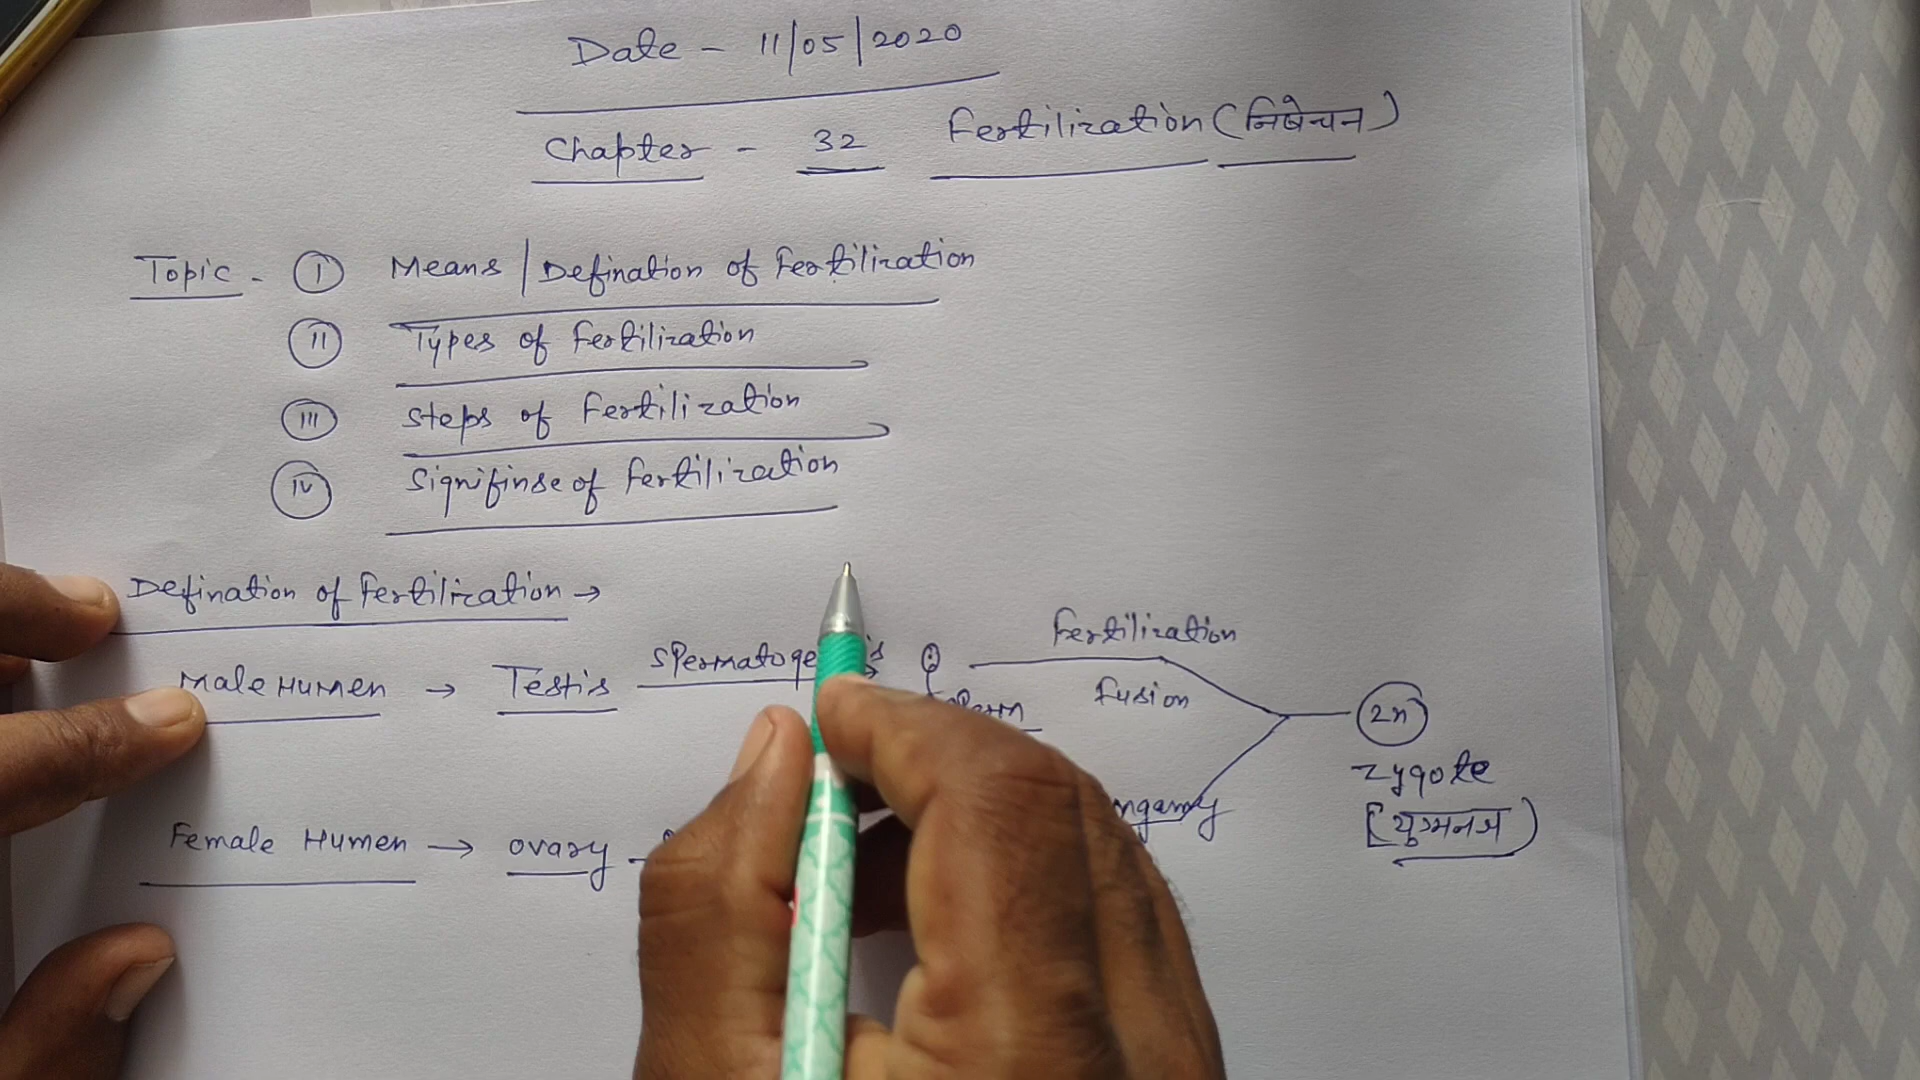 Date - 11/05/2020
Chapter - 32 Fertilization (निषेचन)
Topic - I Means / Defination of Fertilization
II Types of Fertilization
III Steps of Fertilization
IV Signifinse of Fertilization
Defination of Fertilization →
Male Humen → Testis Spermatoge is Fertilization
fusion 2n
Zygote
(युग्मनज)
Female Humen → ovary